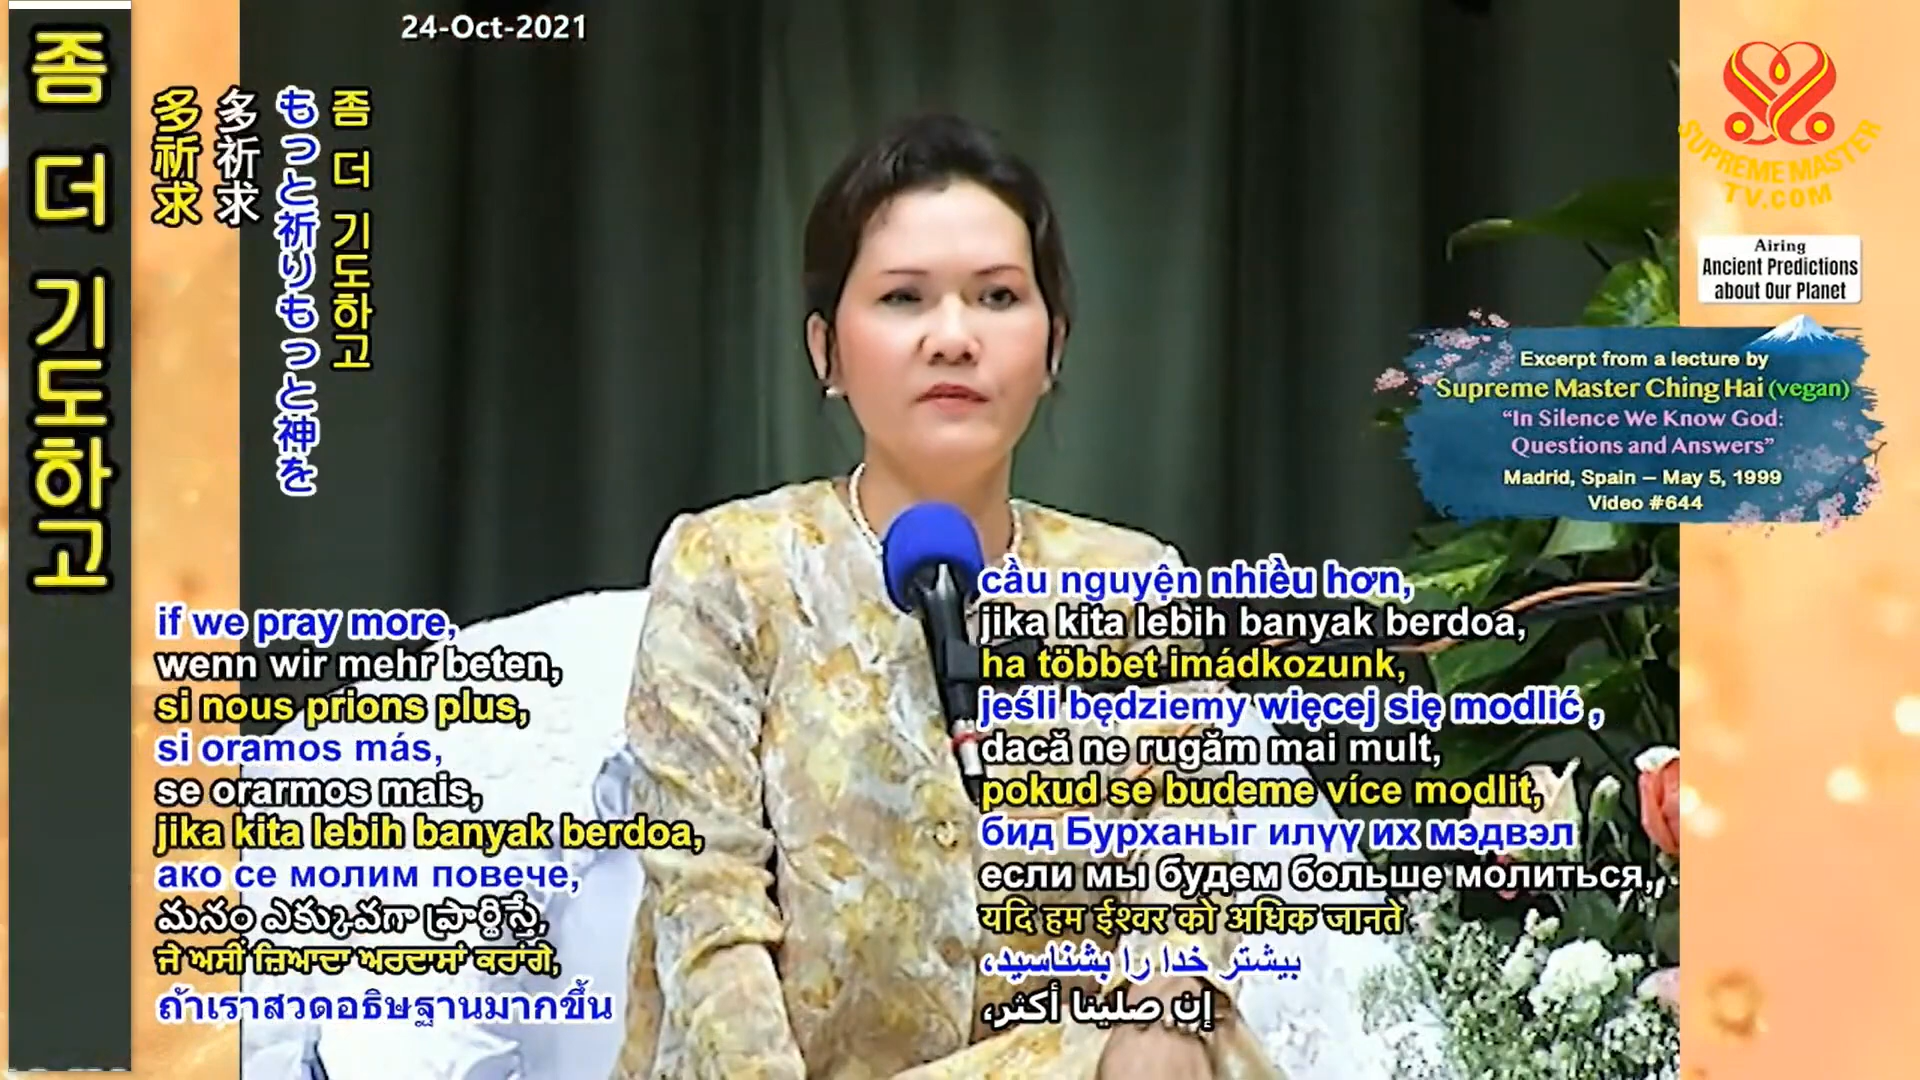 좀 더 기도하고
24-Oct-2021
좀 더 기도하고
もっと祈りもっと神を
多祈求
多祈求
SUPREME MASTER
TV.COM
Airing
Ancient Predictions
about Our Planet
Excerpt from a lecture by
Supreme Master Ching Hai (vegan)
“In Silence We Know God:
Questions and Answers”
Madrid, Spain – May 5, 1999
Video #644
if we pray more,
wenn wir mehr beten,
si nous prions plus,
si oramos más,
se orarmos mais,
jika kita lebih banyak berdoa,
ако се молим повече,
మనం ఎక్కువగా ప్రార్థిస్తే,
ਜੇ ਅਸੀਂ ਜ਼ਿਆਦਾ ਅਰਦਾਸਾਂ ਕਰਾਂਗੇ,
ถ้าเราสวดอธิษฐานมากขึ้น
cầu nguyện nhiều hơn,
jika kita lebih banyak berdoa,
ha többet imádkozunk,
jeśli będziemy więcej się modlić ,
dacă ne rugăm mai mult,
pokud se budeme více modlit,
бид Бурханыг илүү их мэдвэл
если мы будем больше молиться,
यदि हम ईश्वर को अधिक जानते
بیشتر خدا را بشناسید،
إن صلينا أكثر،